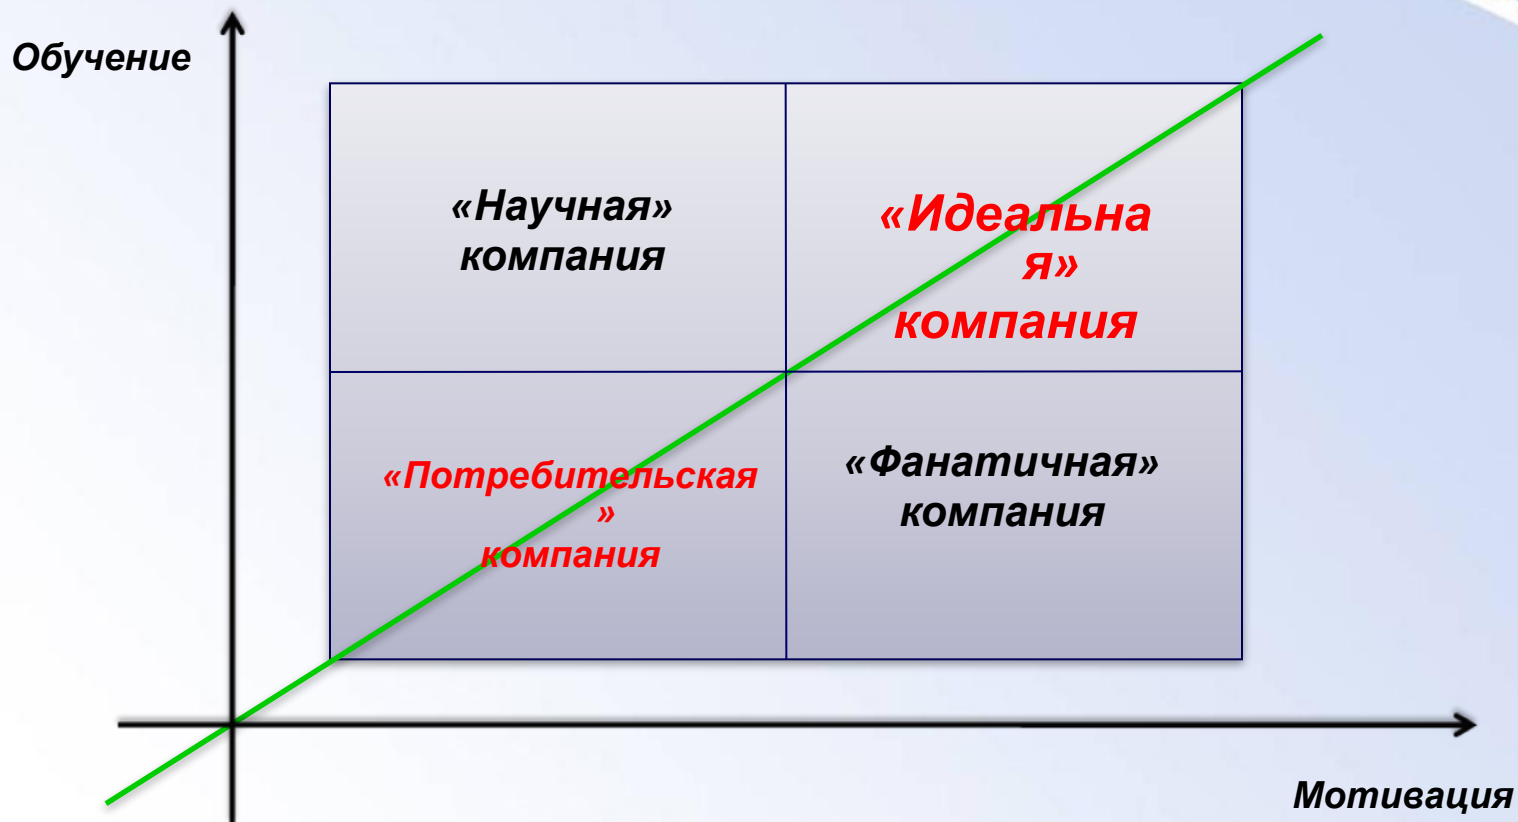 Обучение
«Научная»
компания
«Идеальна
я»
компания
«Потребительская
»
компания
«Фанатичная»
компания
Мотивация